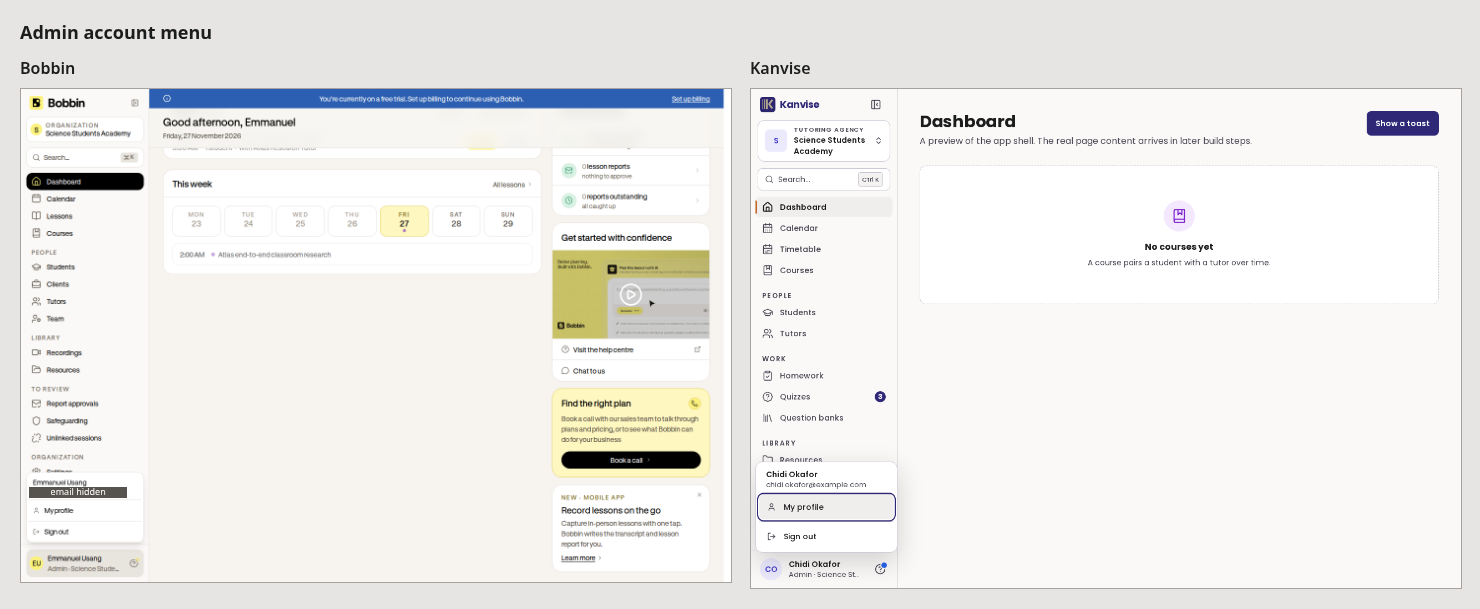 Admin account menu
Bobbin
Bobbin
ORGANIZATION
S
Science Students Academy
Search...
⌘K
Dashboard
Calendar
Lessons
Courses
PEOPLE
Students
Clients
Tutors
Team
LIBRARY
Recordings
Resources
TO REVIEW
Report approvals
Safeguarding
Unlinked sessions
ORGANIZATION
Settings
Emmanuel Usang
email hidden
My profile
Sign out
EU
Emmanuel Usang
Admin · Science Stude...
You're currently on a free trial. Set up billing to continue using Bobbin.
Set up billing
Good afternoon, Emmanuel
Friday, 27 November 2026
This week
All lessons
MON TUE WED THU FRI SAT SUN
23 24 25 26 27 28 29
2:00 AM
Atlas end-to-end classroom research
0 lesson reports
nothing to approve
0 reports outstanding
all caught up
Get started with confidence
Bobbin
Visit the help centre
Chat to us
Find the right plan
Book a call with our sales team to talk through
plans and pricing, or to see what Bobbin can
do for your business
Book a call
NEW · MOBILE APP
Record lessons on the go
Capture in-person lessons with one tap.
Bobbin writes the transcript and lesson
report for you.
Learn more
Kanvise
Kanvise
TUTORING AGENCY
S
Science Students
Academy
Search...
Ctrl K
Dashboard
Calendar
Timetable
Courses
PEOPLE
Students
Tutors
WORK
Homework
Quizzes
3
Question banks
LIBRARY
Resources
Chidi Okafor
chidi.okafor@example.com
My profile
Sign out
CO
Chidi Okafor
Admin · Science St..
Dashboard
A preview of the app shell. The real page content arrives in later build steps.
Show a toast
No courses yet
A course pairs a student with a tutor over time.